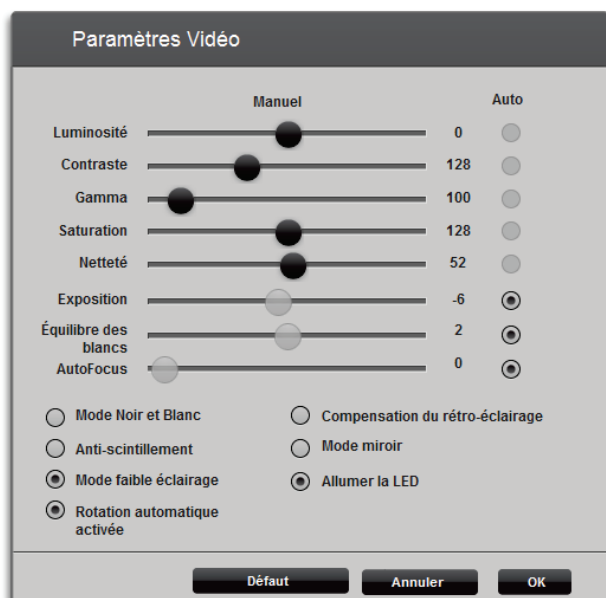 Paramètres Vidéo
Manuel Auto
Luminosité 0
Contraste 128
Gamma 100
Saturation 128
Netteté 52
Exposition -6
Équilibre des
blancs 2
AutoFocus 0
Mode Noir et Blanc
Compensation du rétro-éclairage
Anti-scintillement
Mode miroir
Mode faible éclairage
Allumer la LED
Rotation automatique
activée
Défaut Annuler OK